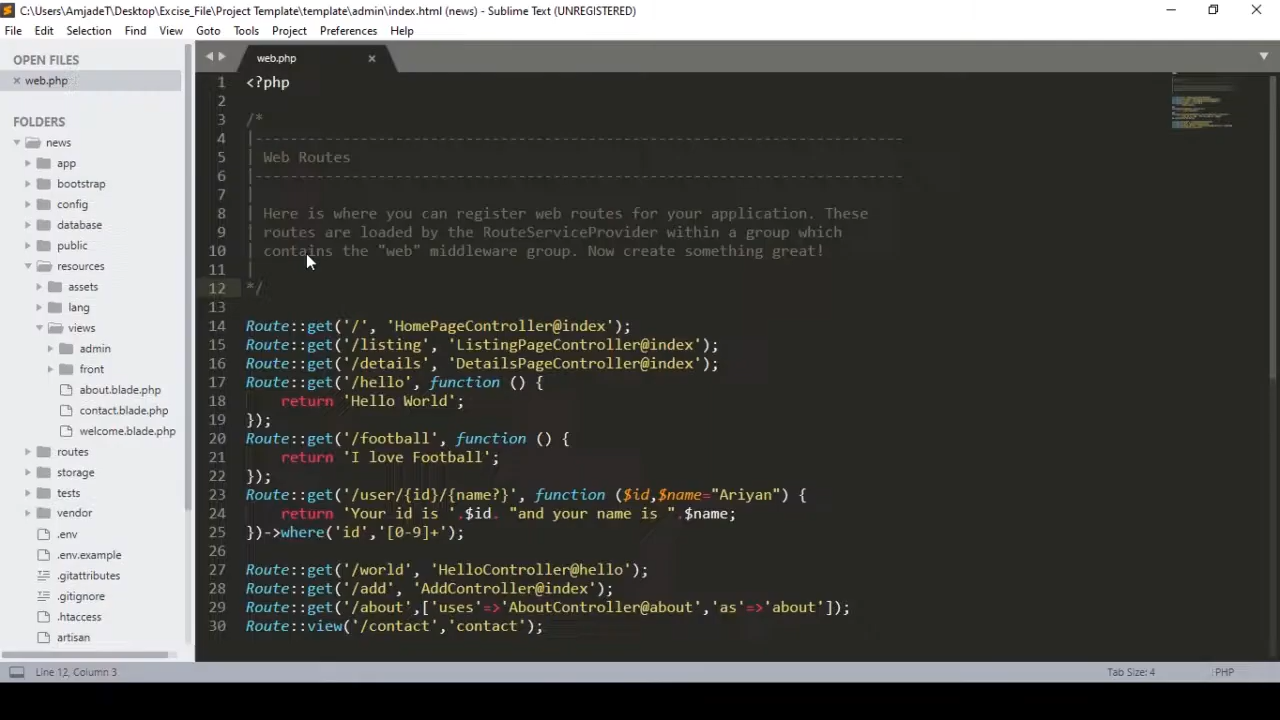 C:\Users\AmjadeT\Desktop\Excise_File\Project Template\template\admin\index.html (news) - Sublime Text (UNREGISTERED)
File Edit Selection Find View Goto Tools Project Preferences Help
OPEN FILES
× web.php
FOLDERS
news
app
bootstrap
config
database
public
resources
assets
lang
views
admin
front
about.blade.php
contact.blade.php
welcome.blade.php
routes
storage
tests
vendor
.env
.env.example
.gitattributes
.gitignore
.htaccess
artisan
web.php ×
1 <?php
2
3 /*
4 |--------------------------------------------------------------------------
5 | Web Routes
6 |--------------------------------------------------------------------------
7 |
8 | Here is where you can register web routes for your application. These
9 | routes are loaded by the RouteServiceProvider within a group which
10 | contains the "web" middleware group. Now create something great!
11 |
12 */
13
14 Route::get('/', 'HomePageController@index');
15 Route::get('/listing', 'ListingPageController@index');
16 Route::get('/details', 'DetailsPageController@index');
17 Route::get('/hello', function () {
18     return 'Hello World';
19 });
20 Route::get('/football', function () {
21     return 'I love Football';
22 });
23 Route::get('/user/{id}/{name?}', function ($id,$name="Ariyan") {
24     return 'Your id is '.$id. "and your name is ".$name;
25 })->where('id','[0-9]+');
26
27 Route::get('/world', 'HelloController@hello');
28 Route::get('/add', 'AddController@index');
29 Route::get('/about',['uses'=>'AboutController@about','as'=>'about']);
30 Route::view('/contact','contact');
Line 12, Column 3
Tab Size: 4
PHP